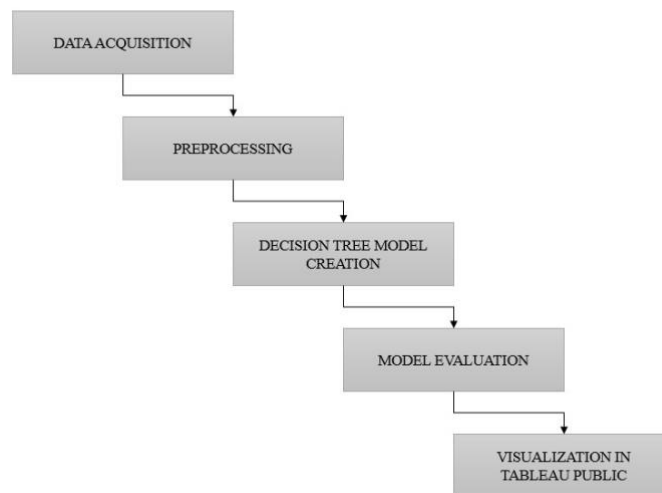 DATA ACQUISITION
PREPROCESSING
DECISION TREE MODEL
CREATION
MODEL EVALUATION
VISUALIZATION IN
TABLEAU PUBLIC